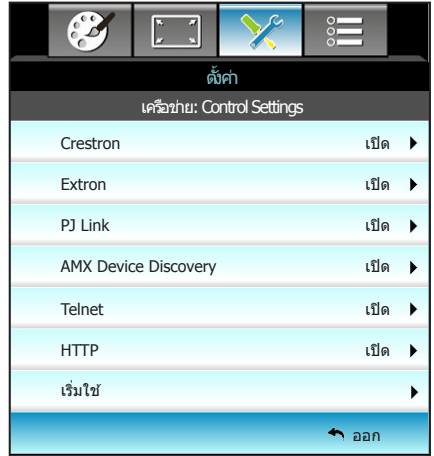 ตั้งค่า
เครือข่าย: Control Settings
Crestron เปิด
Extron เปิด
PJ Link เปิด
AMX Device Discovery เปิด
Telnet เปิด
HTTP เปิด
เริ่มใช้
ออก